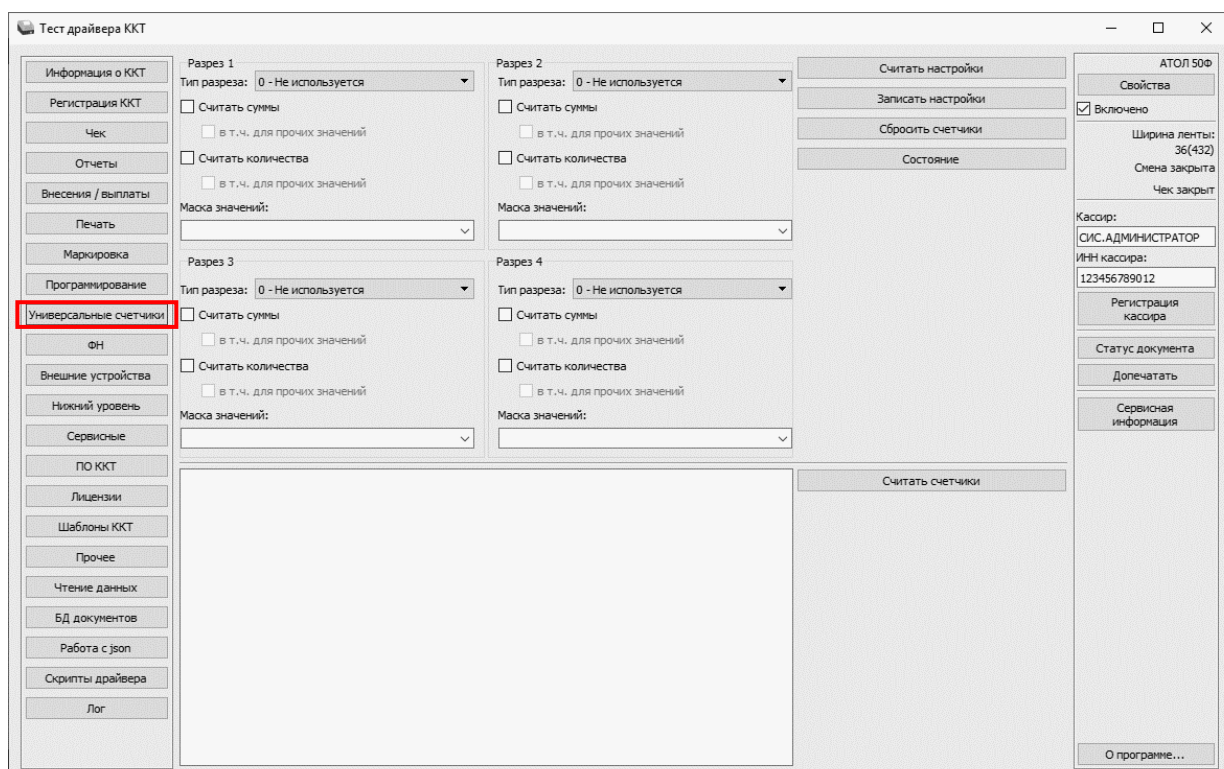 Тест драйвера ККТ
Информация о ККТ
Регистрация ККТ
Чек
Отчеты
Внесения / выплаты
Печать
Маркировка
Программирование
Универсальные счетчики
ФН
Внешние устройства
Нижний уровень
Сервисные
ПО ККТ
Лицензии
Шаблоны ККТ
Прочее
Чтение данных
БД документов
Работа с json
Скрипты драйвера
Лог
Разрез 1
Тип разреза: 0 - Не используется
Считать суммы
в т.ч. для прочих значений
Считать количества
в т.ч. для прочих значений
Маска значений:
Разрез 2
Тип разреза: 0 - Не используется
Считать суммы
в т.ч. для прочих значений
Считать количества
в т.ч. для прочих значений
Маска значений:
Разрез 3
Тип разреза: 0 - Не используется
Считать суммы
в т.ч. для прочих значений
Считать количества
в т.ч. для прочих значений
Маска значений:
Разрез 4
Тип разреза: 0 - Не используется
Считать суммы
в т.ч. для прочих значений
Считать количества
в т.ч. для прочих значений
Маска значений:
Считать настройки
Записать настройки
Сбросить счетчики
Состояние
Считать счетчики
АТОЛ 50Ф
Свойства
Включено
Ширина ленты:
36(432)
Смена закрыта
Чек закрыт
Кассир:
СИС.АДМИНИСТРАТОР
ИНН кассира:
123456789012
Регистрация
кассира
Статус документа
Допечатать
Сервисная
информация
О программе...